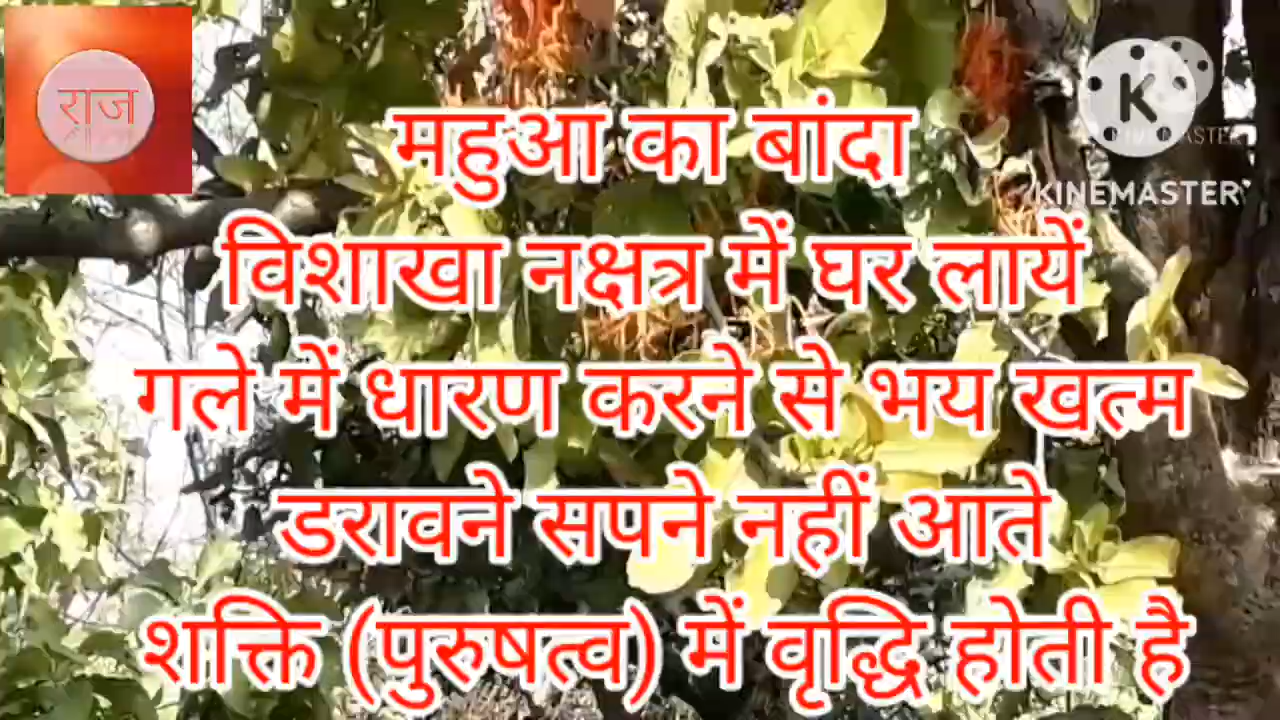 राज
KINEMASTER
महुआ का बांदा
विशाखा नक्षत्र में घर लायें
गले में धारण करने से भय खत्म
डरावने सपने नहीं आते
शक्ति (पुरुषत्व) में वृद्धि होती है